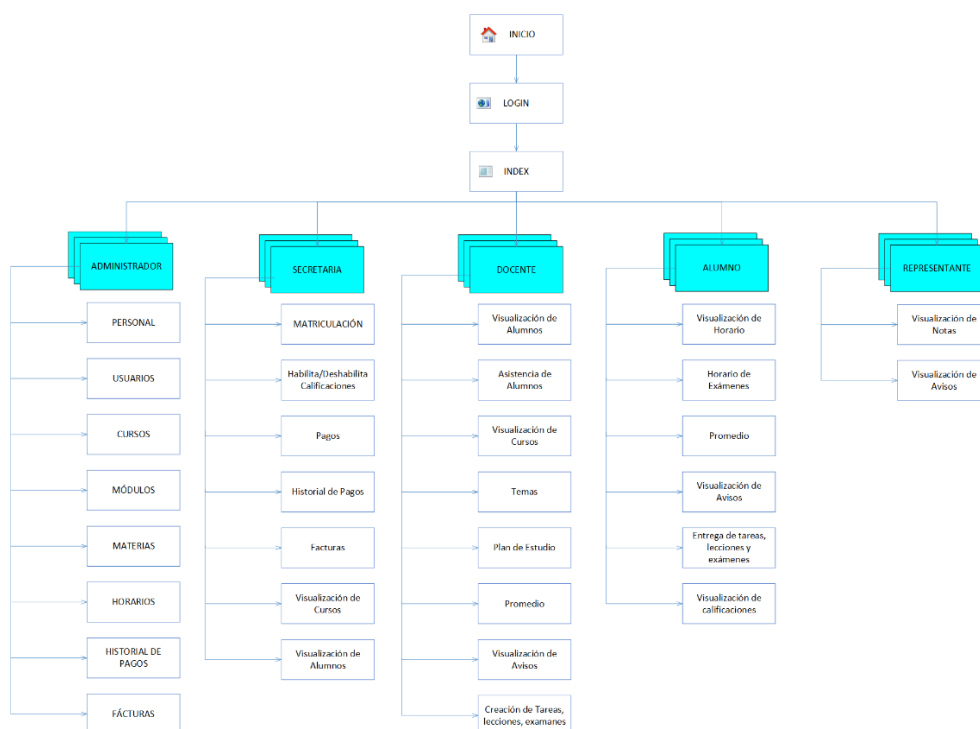 INICIO
LOGIN
INDEX
ADMINISTRADOR
PERSONAL
USUARIOS
CURSOS
MÓDULOS
MATERIAS
HORARIOS
HISTORIAL DE
PAGOS
FÁCTURAS
SECRETARIA
MATRICULACIÓN
Habilita/Deshabilita
Calificaciones
Pagos
Historial de Pagos
Facturas
Visualización de
Cursos
Visualización de
Alumnos
DOCENTE
Visualización de
Alumnos
Asistencia de
Alumnos
Visualización de
Cursos
Temas
Plan de Estudio
Promedio
Visualización de
Avisos
Creación de Tareas,
lecciones, examanes
ALUMNO
Visualización de
Horario
Horario de
Exámenes
Promedio
Visualización de
Avisos
Entrega de tareas,
lecciones y
exámenes
Visualización de
calificaciones
REPRESENTANTE
Visualización de
Notas
Visualización de
Avisos